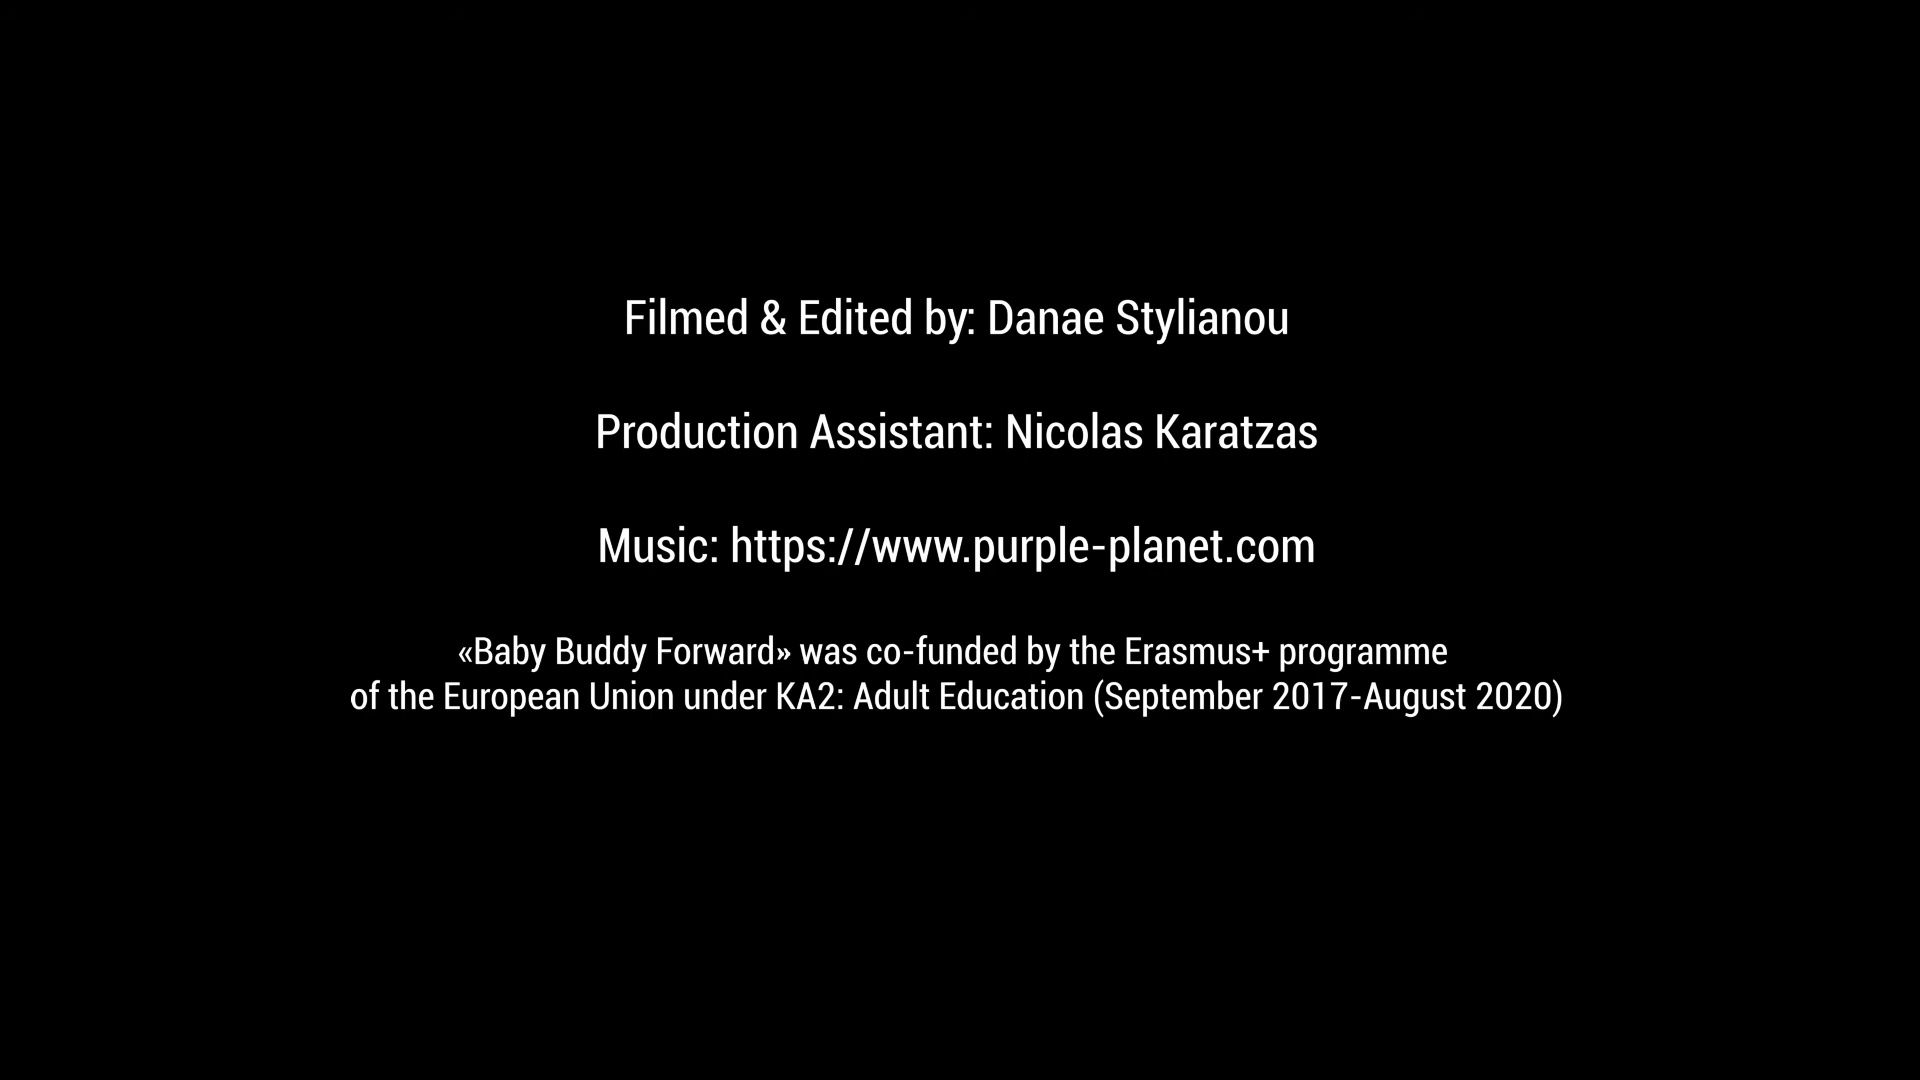 Filmed & Edited by: Danae Stylianou
Production Assistant: Nicolas Karatzas
Music: https://www.purple-planet.com
«Baby Buddy Forward» was co-funded by the Erasmus+ programme
of the European Union under KA2: Adult Education (September 2017-August 2020)